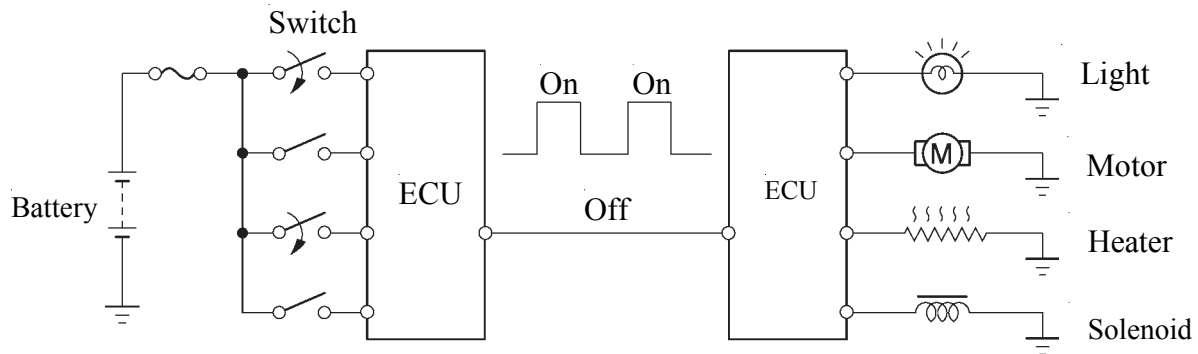 Switch
On On
Light
M
Motor
ECU
ECU
Battery
Off
Heater
Solenoid